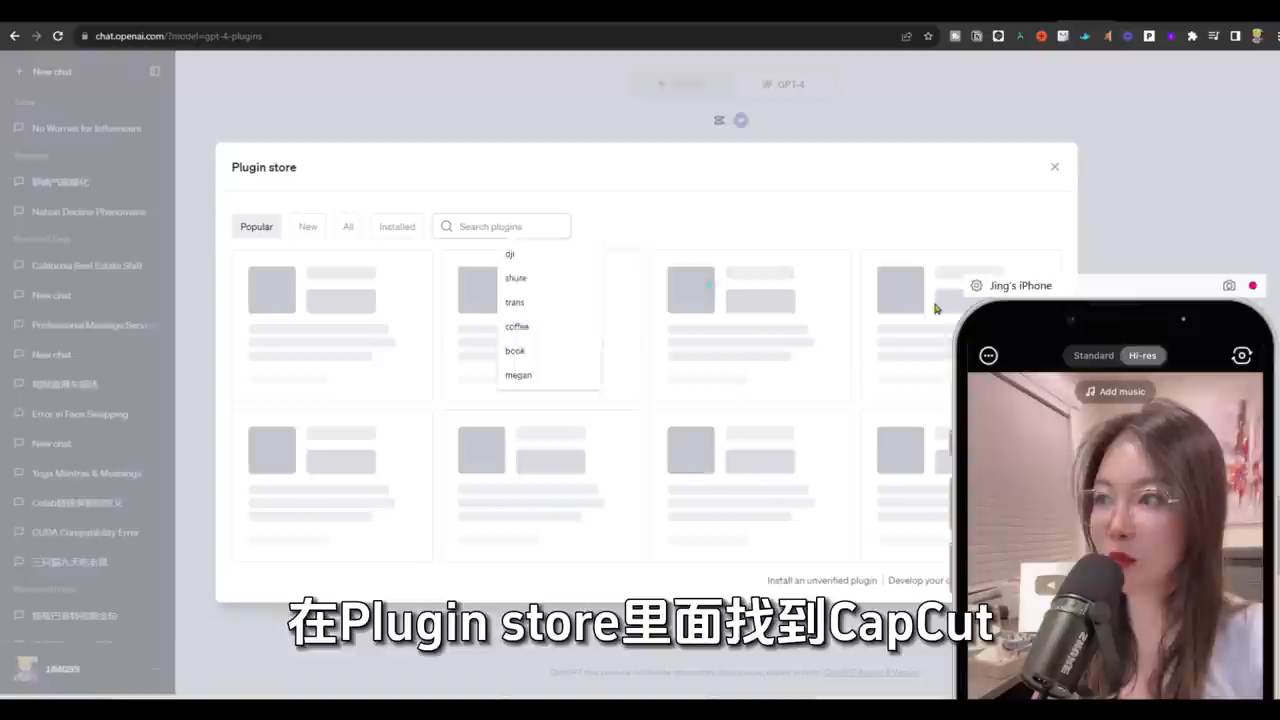 chat.openai.com/?model=gpt-4-plugins
New chat
GPT-4
No Worries for Influencers
Nation Decline Phenomena
California Real Estate Shift
New chat
Professional Massage Serv
New chat
Error in Face Swapping
New chat
Yoga Mantras & Meanings
CUDA Compatibility Error
Plugin store
Popular
New
All
Installed
Search plugins
dji
shure
trans
coffee
book
megan
Install an unverified plugin
Develop your o
Jing's iPhone
Standard
Hi-res
Add music
在Plugin store里面找到CapCut